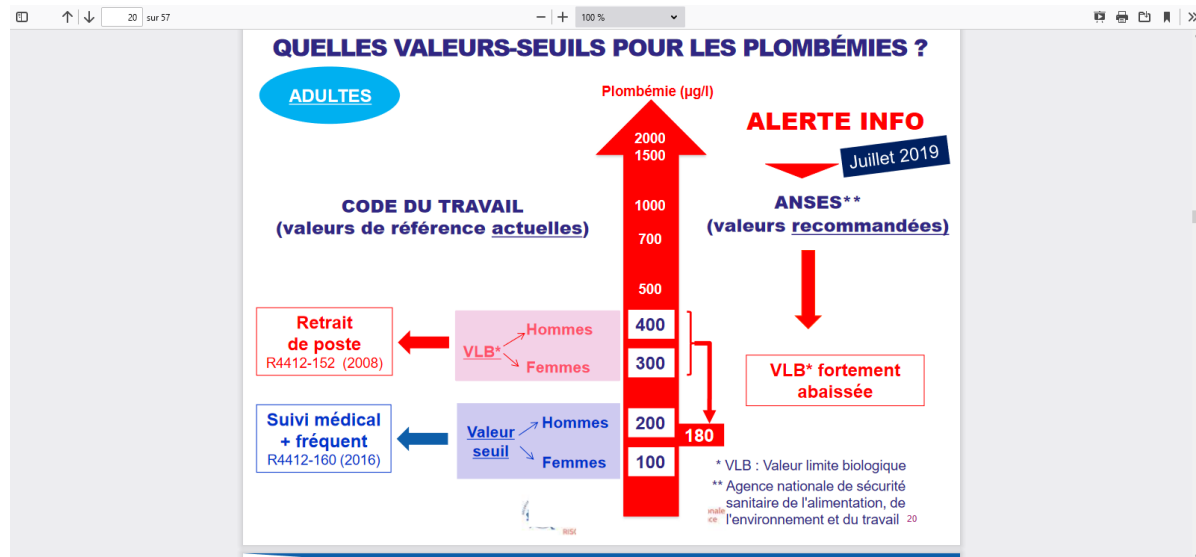 20 sur 57
100 %
QUELLES VALEURS-SEUILS POUR LES PLOMBÉMIES ?
ADULTES
Plombémie (µg/l)
ALERTE INFO
Juillet 2019
2000
1500
CODE DU TRAVAIL
(valeurs de référence actuelles)
1000
700
500
ANSES**
(valeurs recommandées)
Retrait
de poste
R4412-152 (2008)
VLB*
Hommes
Femmes
400
300
VLB* fortement
abaissée
Suivi médical
+ fréquent
R4412-160 (2016)
Valeur
seuil
Hommes
Femmes
200
100
180
* VLB : Valeur limite biologique
** Agence nationale de sécurité
sanitaire de l'alimentation, de
l'environnement et du travail
20